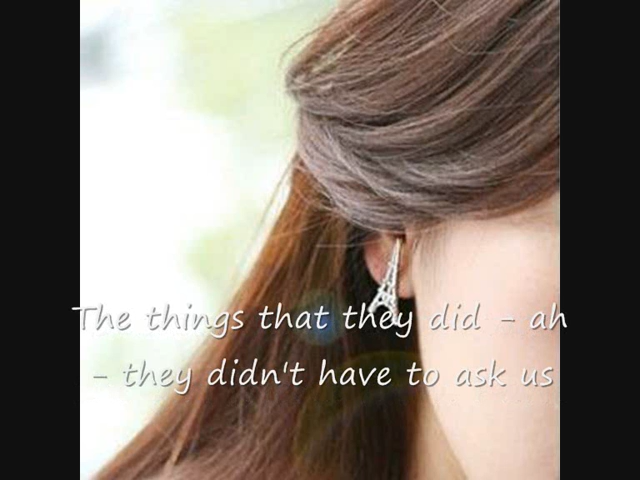 The things that they did - ah
- they didn't have to ask us